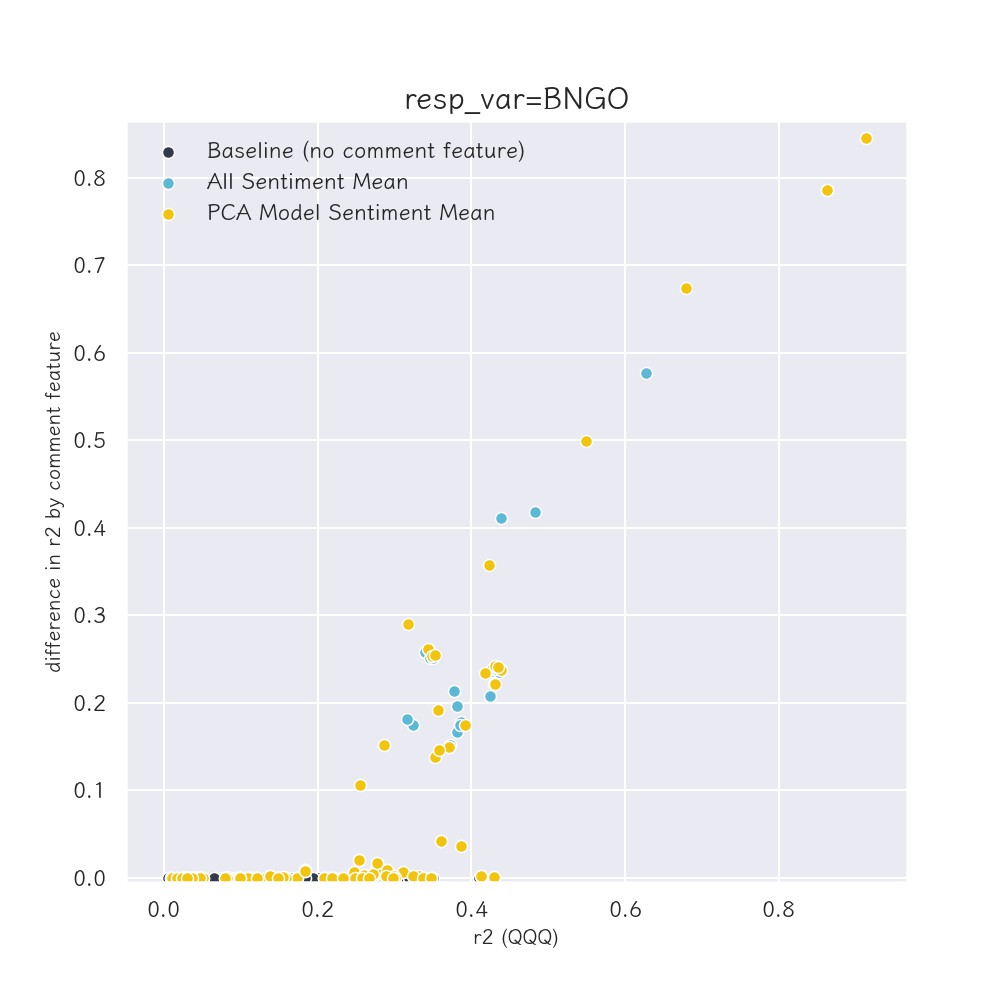 resp_var=BNGO
Baseline (no comment feature)
All Sentiment Mean
PCA Model Sentiment Mean
difference in r2 by comment feature
0.8
0.7
0.6
0.5
0.4
0.3
0.2
0.1
0.0
0.0 0.2 0.4 0.6 0.8
r2 (QQQ)